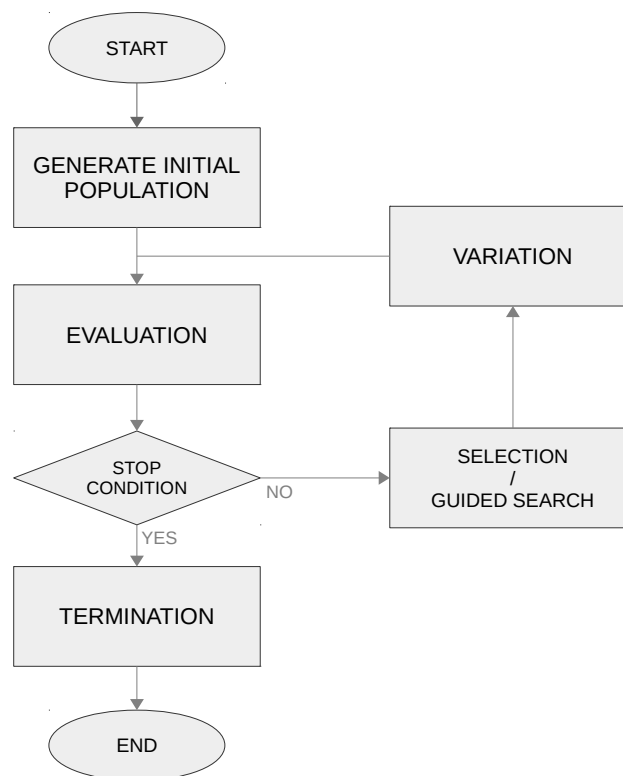 START
GENERATE INITIAL
POPULATION
VARIATION
EVALUATION
STOP
CONDITION
NO
SELECTION
/
GUIDED SEARCH
YES
TERMINATION
END